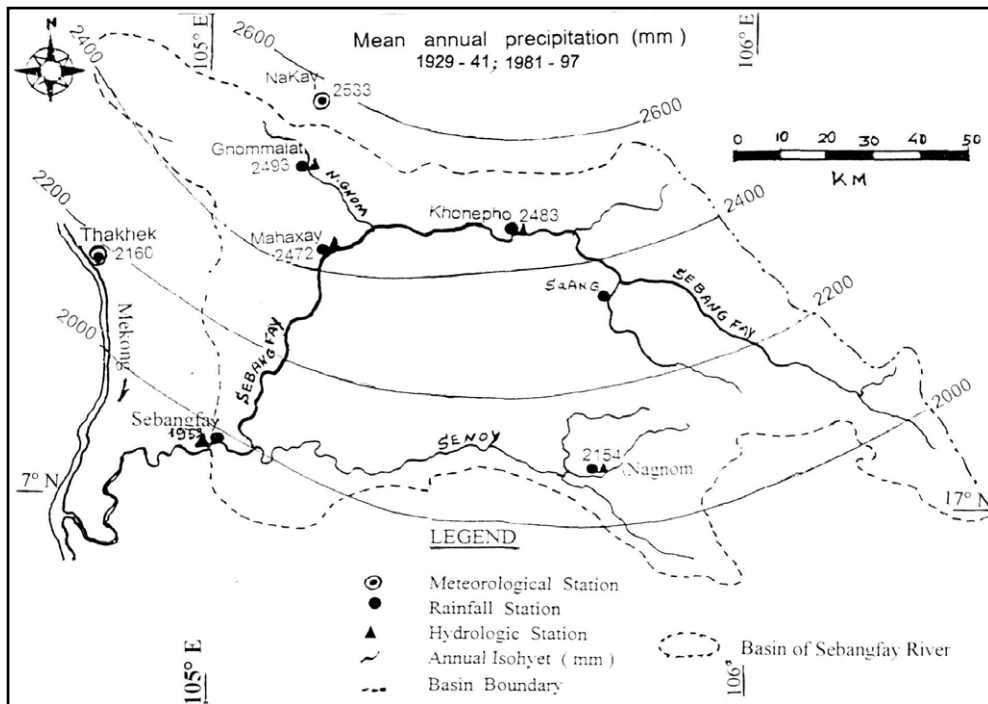 N
105° E
106° E
Mean annual precipitation (mm)
1929 - 41; 1981 - 97
2400
2600
NaKay
2533
2600
0 10 20 30 40 50
KM
Gnommalat
2493
N.GNOM
2200
2400
Khonepho 2483
Thakhek
2160
Mahaxay
2472
SEBANG FAY
2200
2000
Mekong
SEBANG FAY
2000
Sebangfay
SENOY
2154
Nagnom
7° N
17° N
LEGEND
Meteorological Station
Rainfall Station
Hydrologic Station
Annual Isohyet ( mm )
Basin Boundary
Basin of Sebangfay River
105° E
106°